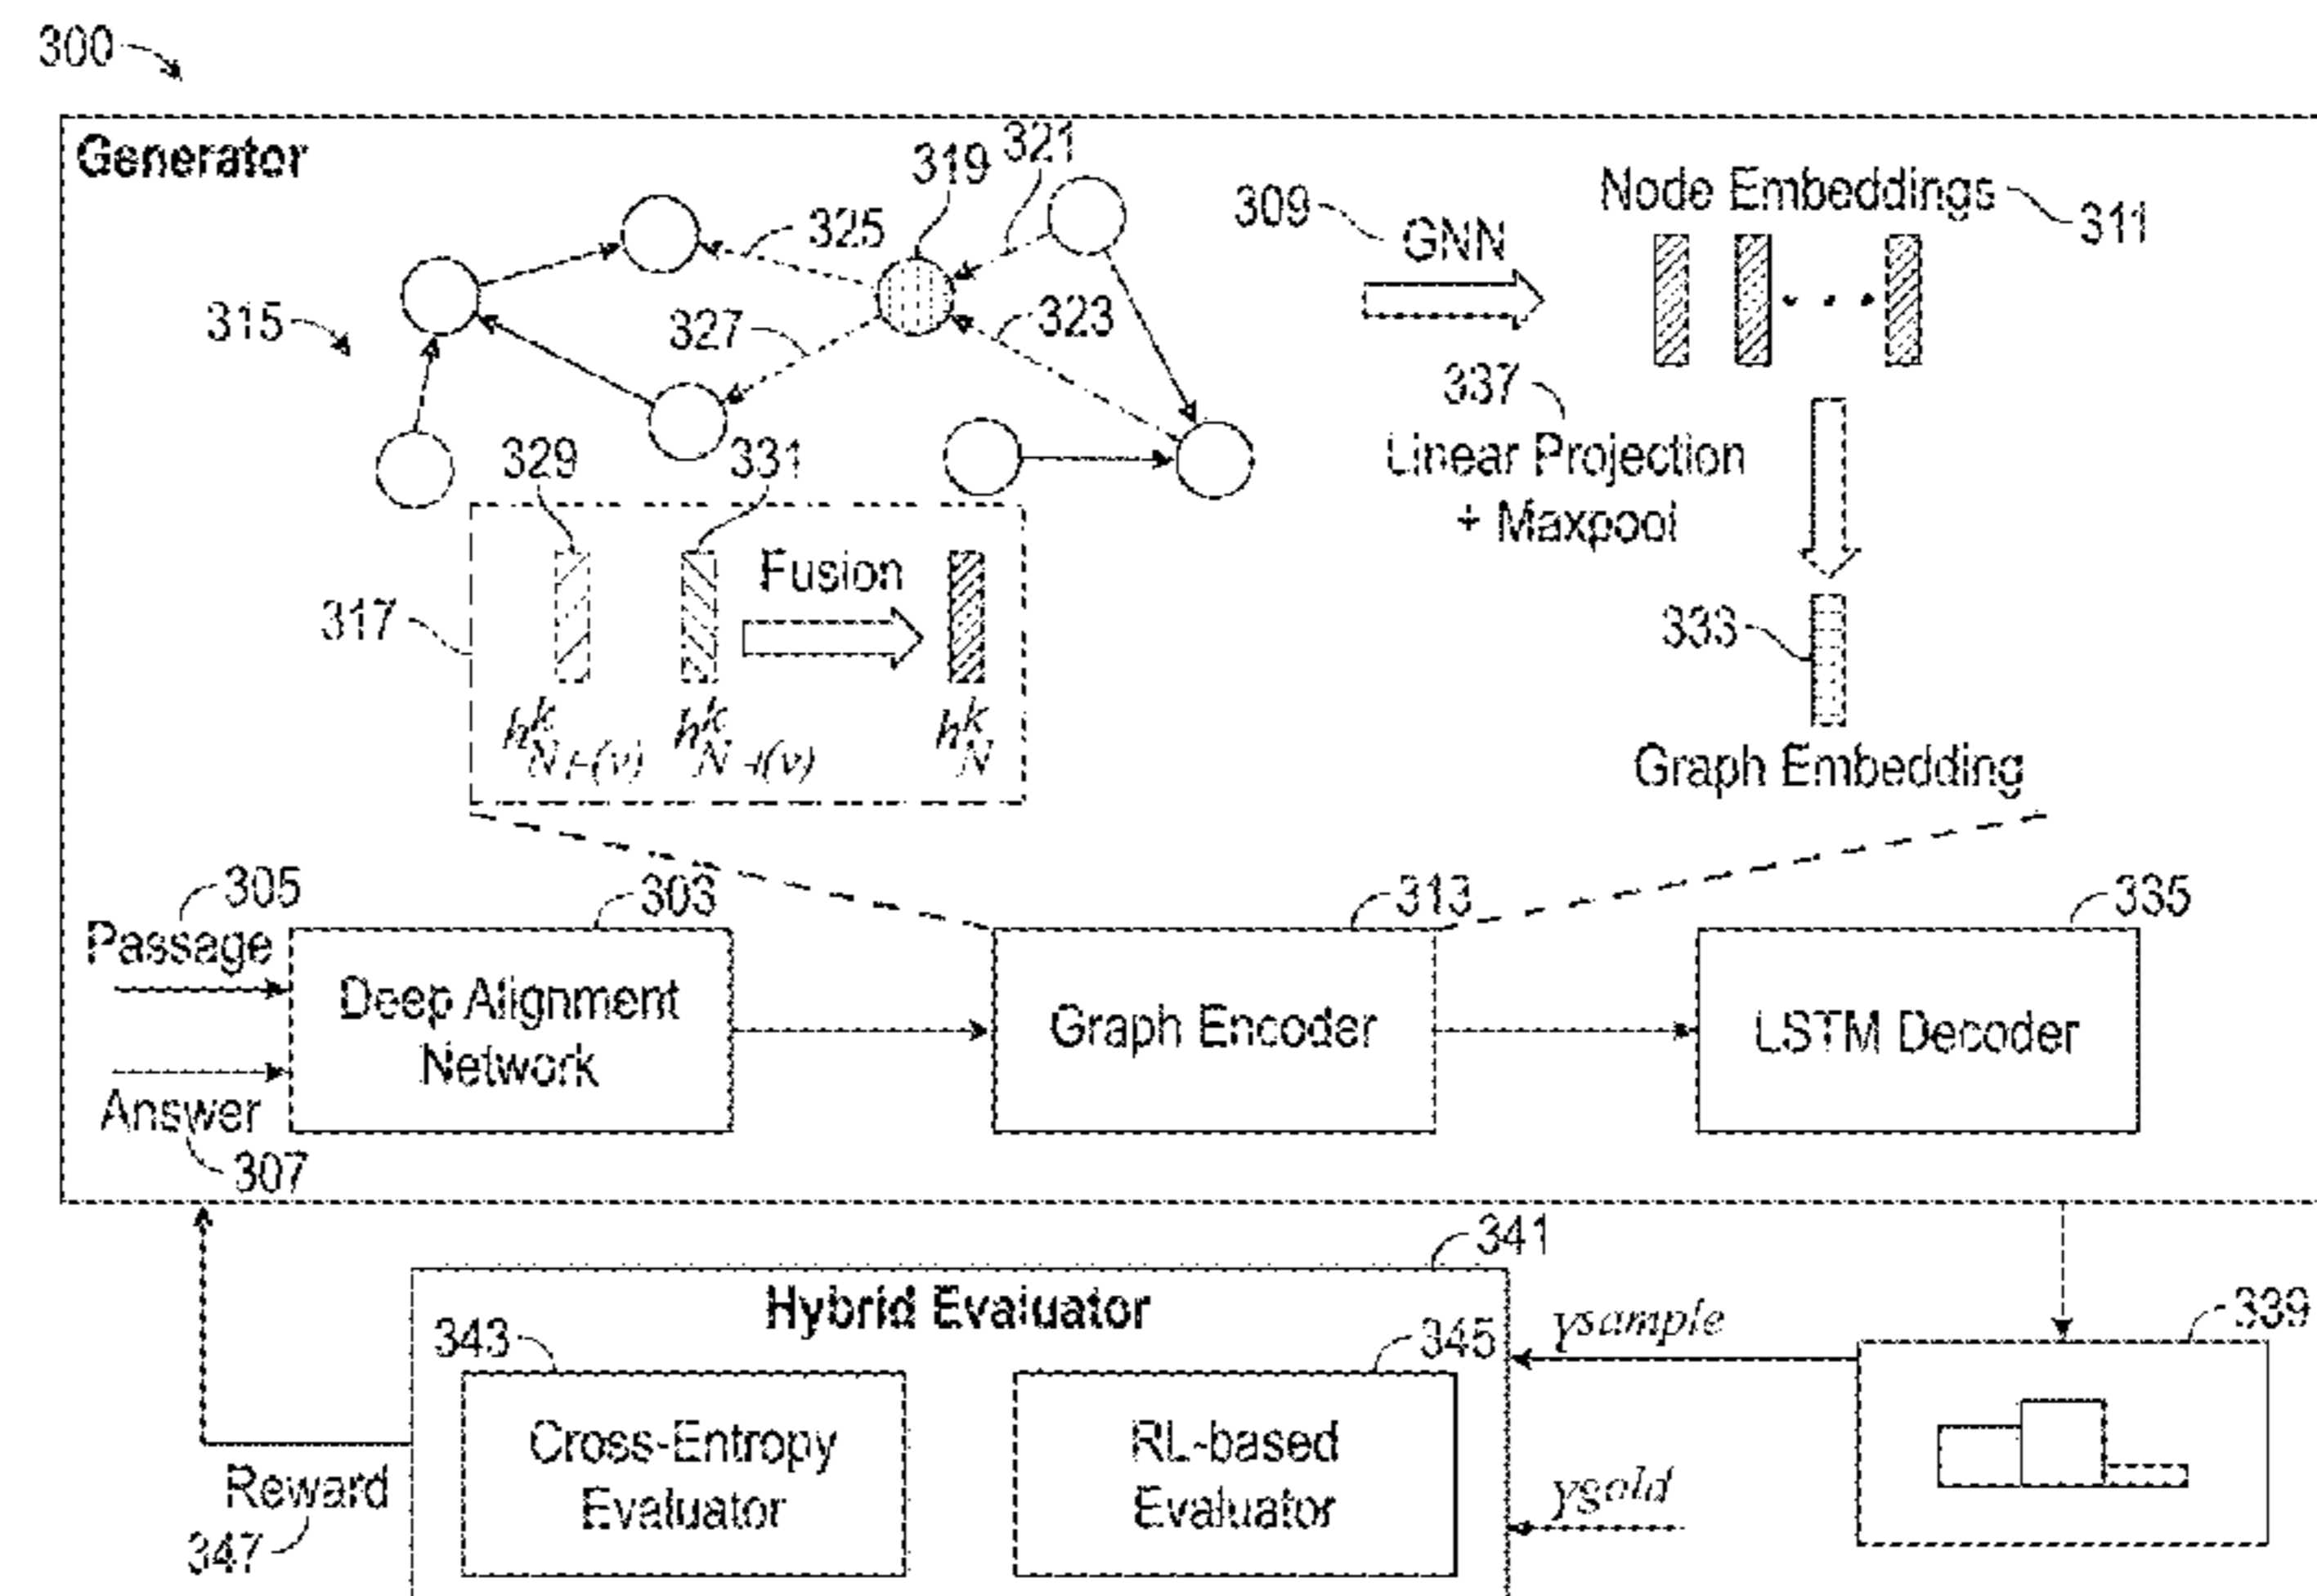 300
Generator
319
321
325
309
GNN
Node Embeddings
311
315
327
323
337
Linear Projection
+ Maxpool
329
331
317
Fusion
333
h^k_N
Graph Embedding
305
Passage
303
313
335
Deep Alignment
Network
Graph Encoder
LSTM Decoder
Answer
307
341
Hybrid Evaluator
343
345
ysample
339
Cross-Entropy
Evaluator
RL-based
Evaluator
Reward
347
ysold